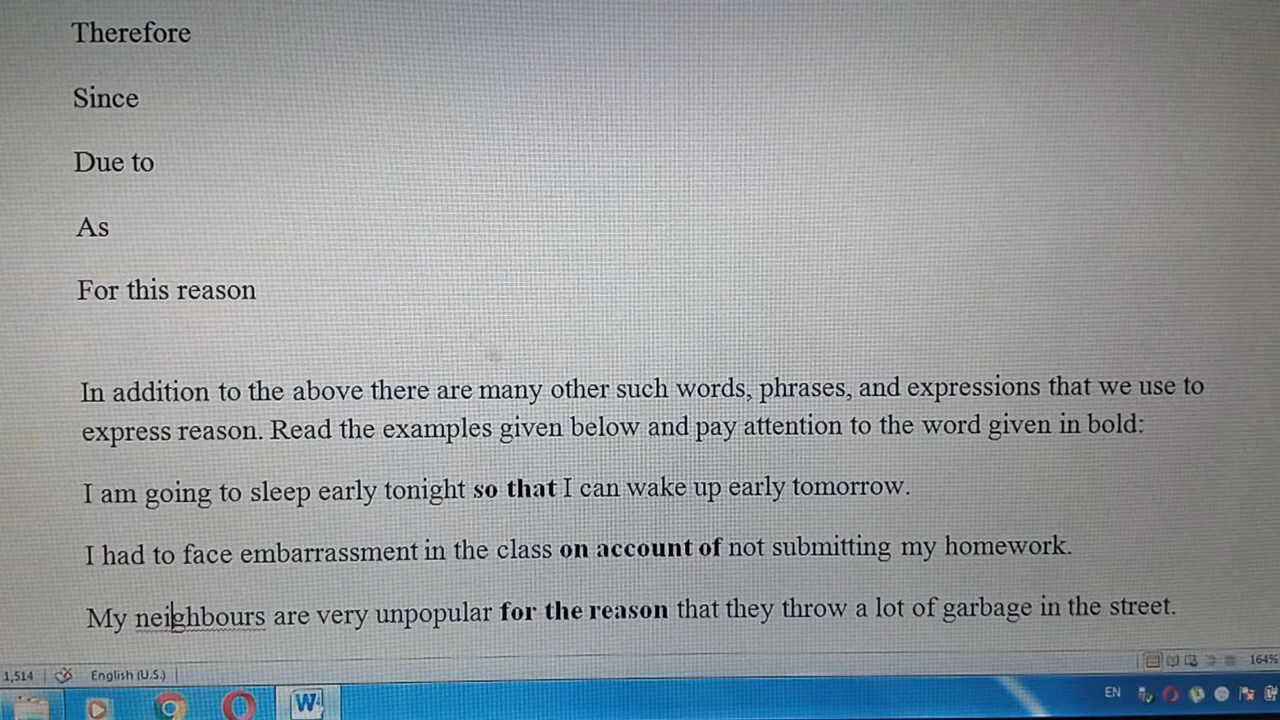 Therefore
Since
Due to
As
For this reason
In addition to the above there are many other such words, phrases, and expressions that we use to
express reason. Read the examples given below and pay attention to the word given in bold:
I am going to sleep early tonight so that I can wake up early tomorrow.
I had to face embarrassment in the class on account of not submitting my homework.
My neighbours are very unpopular for the reason that they throw a lot of garbage in the street.
1,514 English (U.S.) 164%
W EN